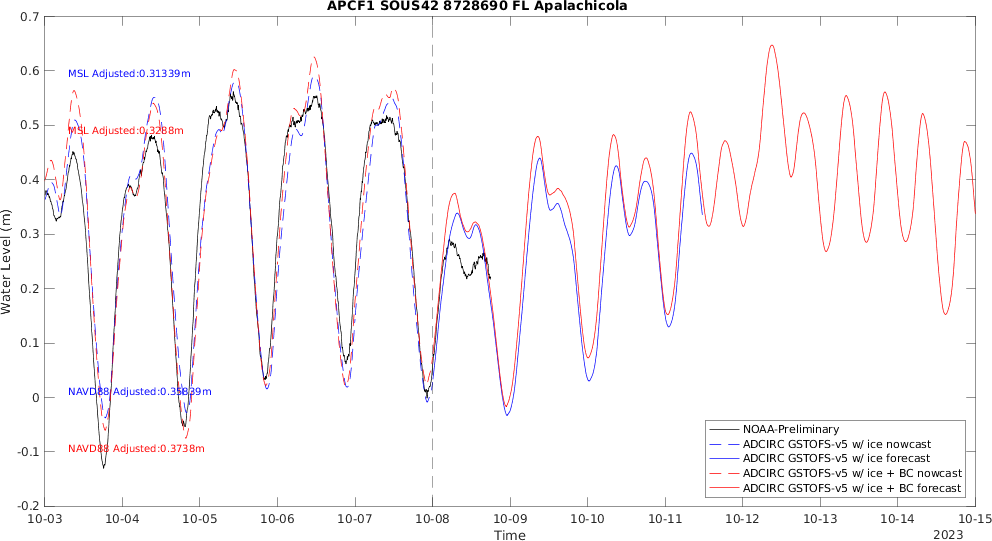 APCF1 SOUS42 8728690 FL Apalachicola
0.7
0.6
0.5
0.4
0.3
0.2
0.1
0
-0.1
-0.2
Water Level (m)
MSL Adjusted:0.31339m
MSL Adjusted:0.3288m
NAVD88 Adjusted:0.35839m
NAVD88 Adjusted:0.3738m
NOAA-Preliminary
ADCIRC GSTOFS-v5 w/ ice nowcast
ADCIRC GSTOFS-v5 w/ ice forecast
ADCIRC GSTOFS-v5 w/ ice + BC nowcast
ADCIRC GSTOFS-v5 w/ ice + BC forecast
10-03 10-04 10-05 10-06 10-07 10-08 10-09 10-10 10-11 10-12 10-13 10-14 10-15
Time
2023